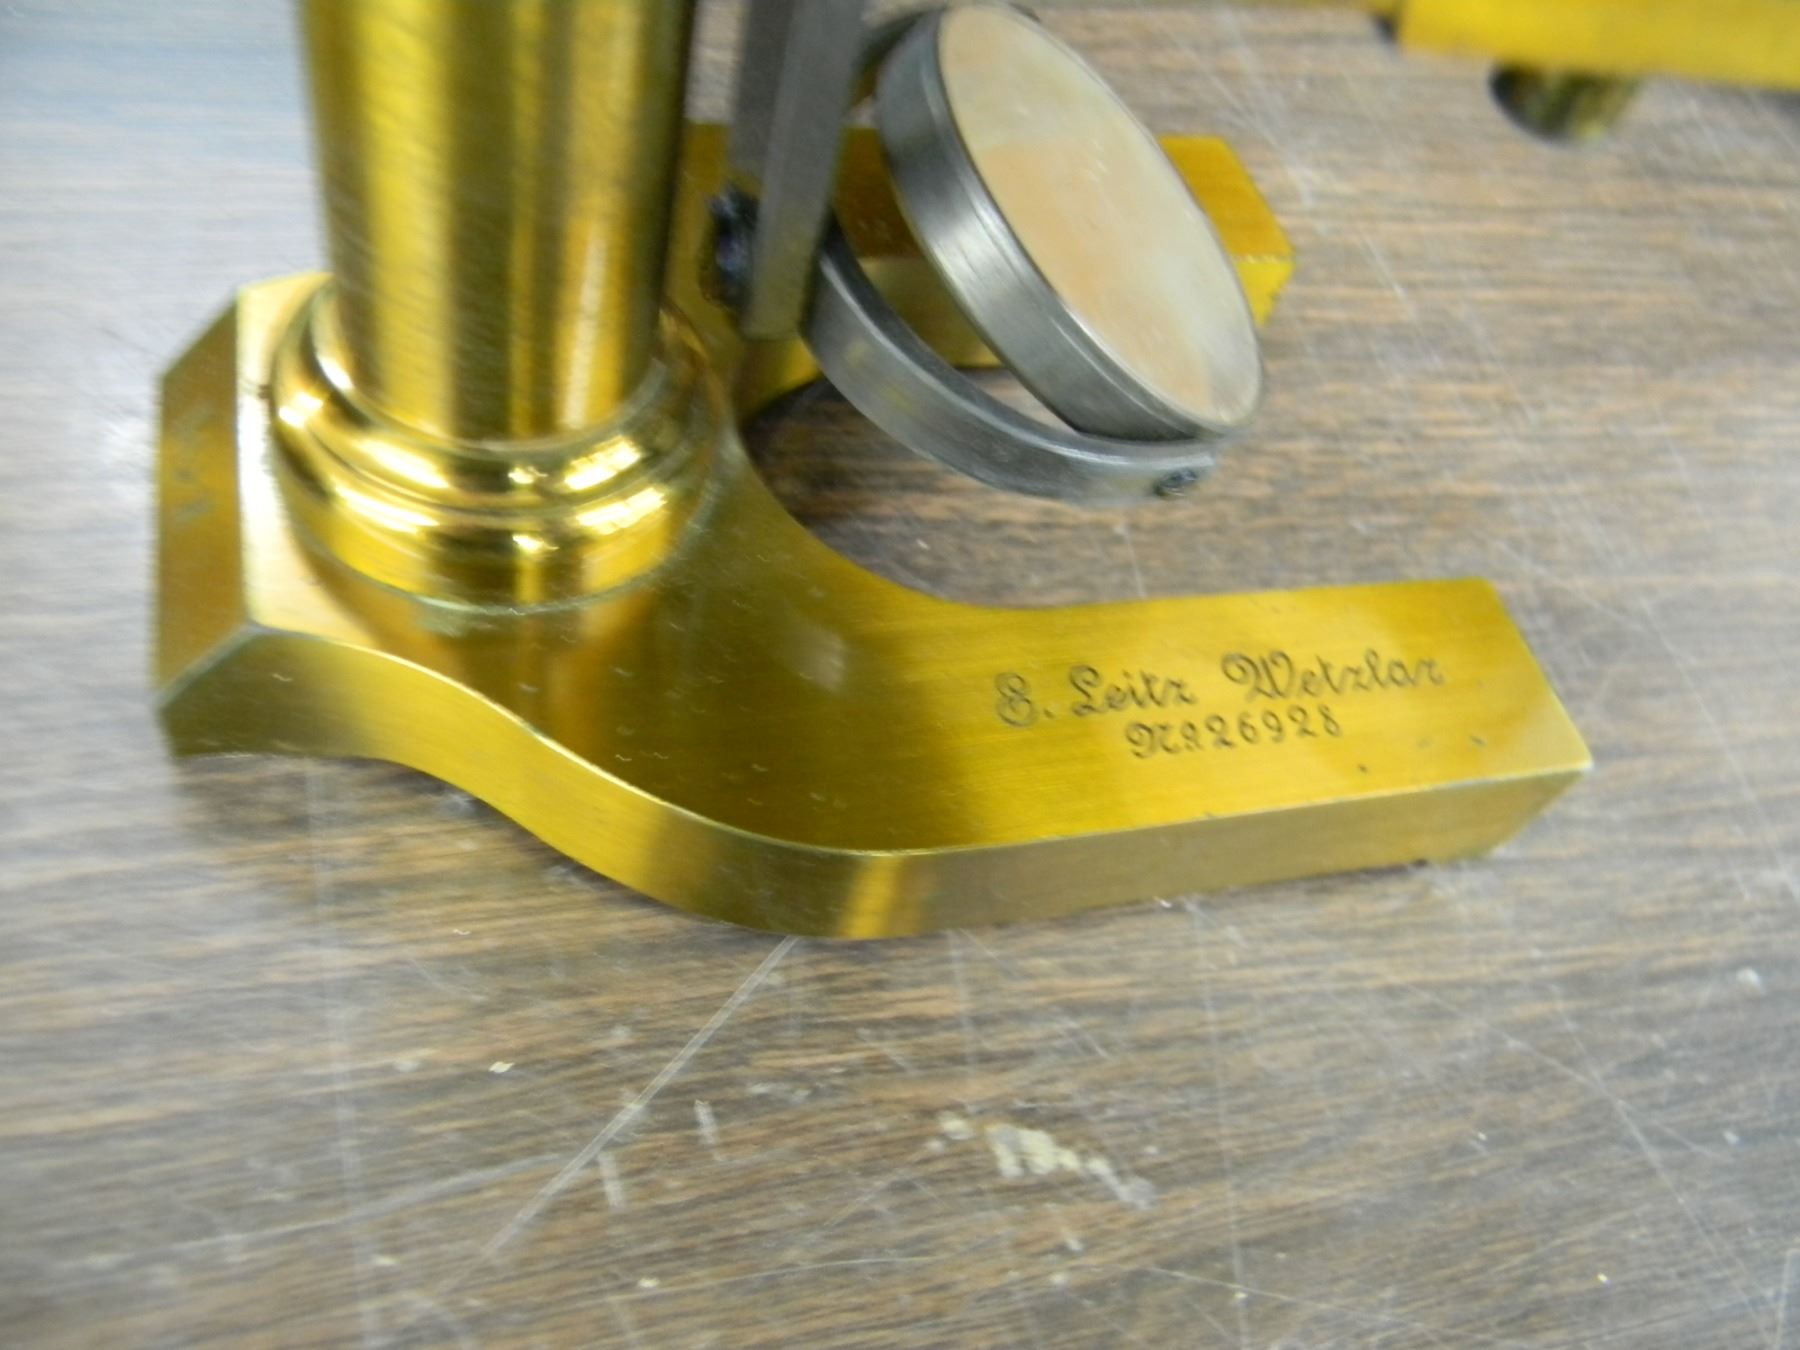 E. Leitz Wetzlar
No 26928